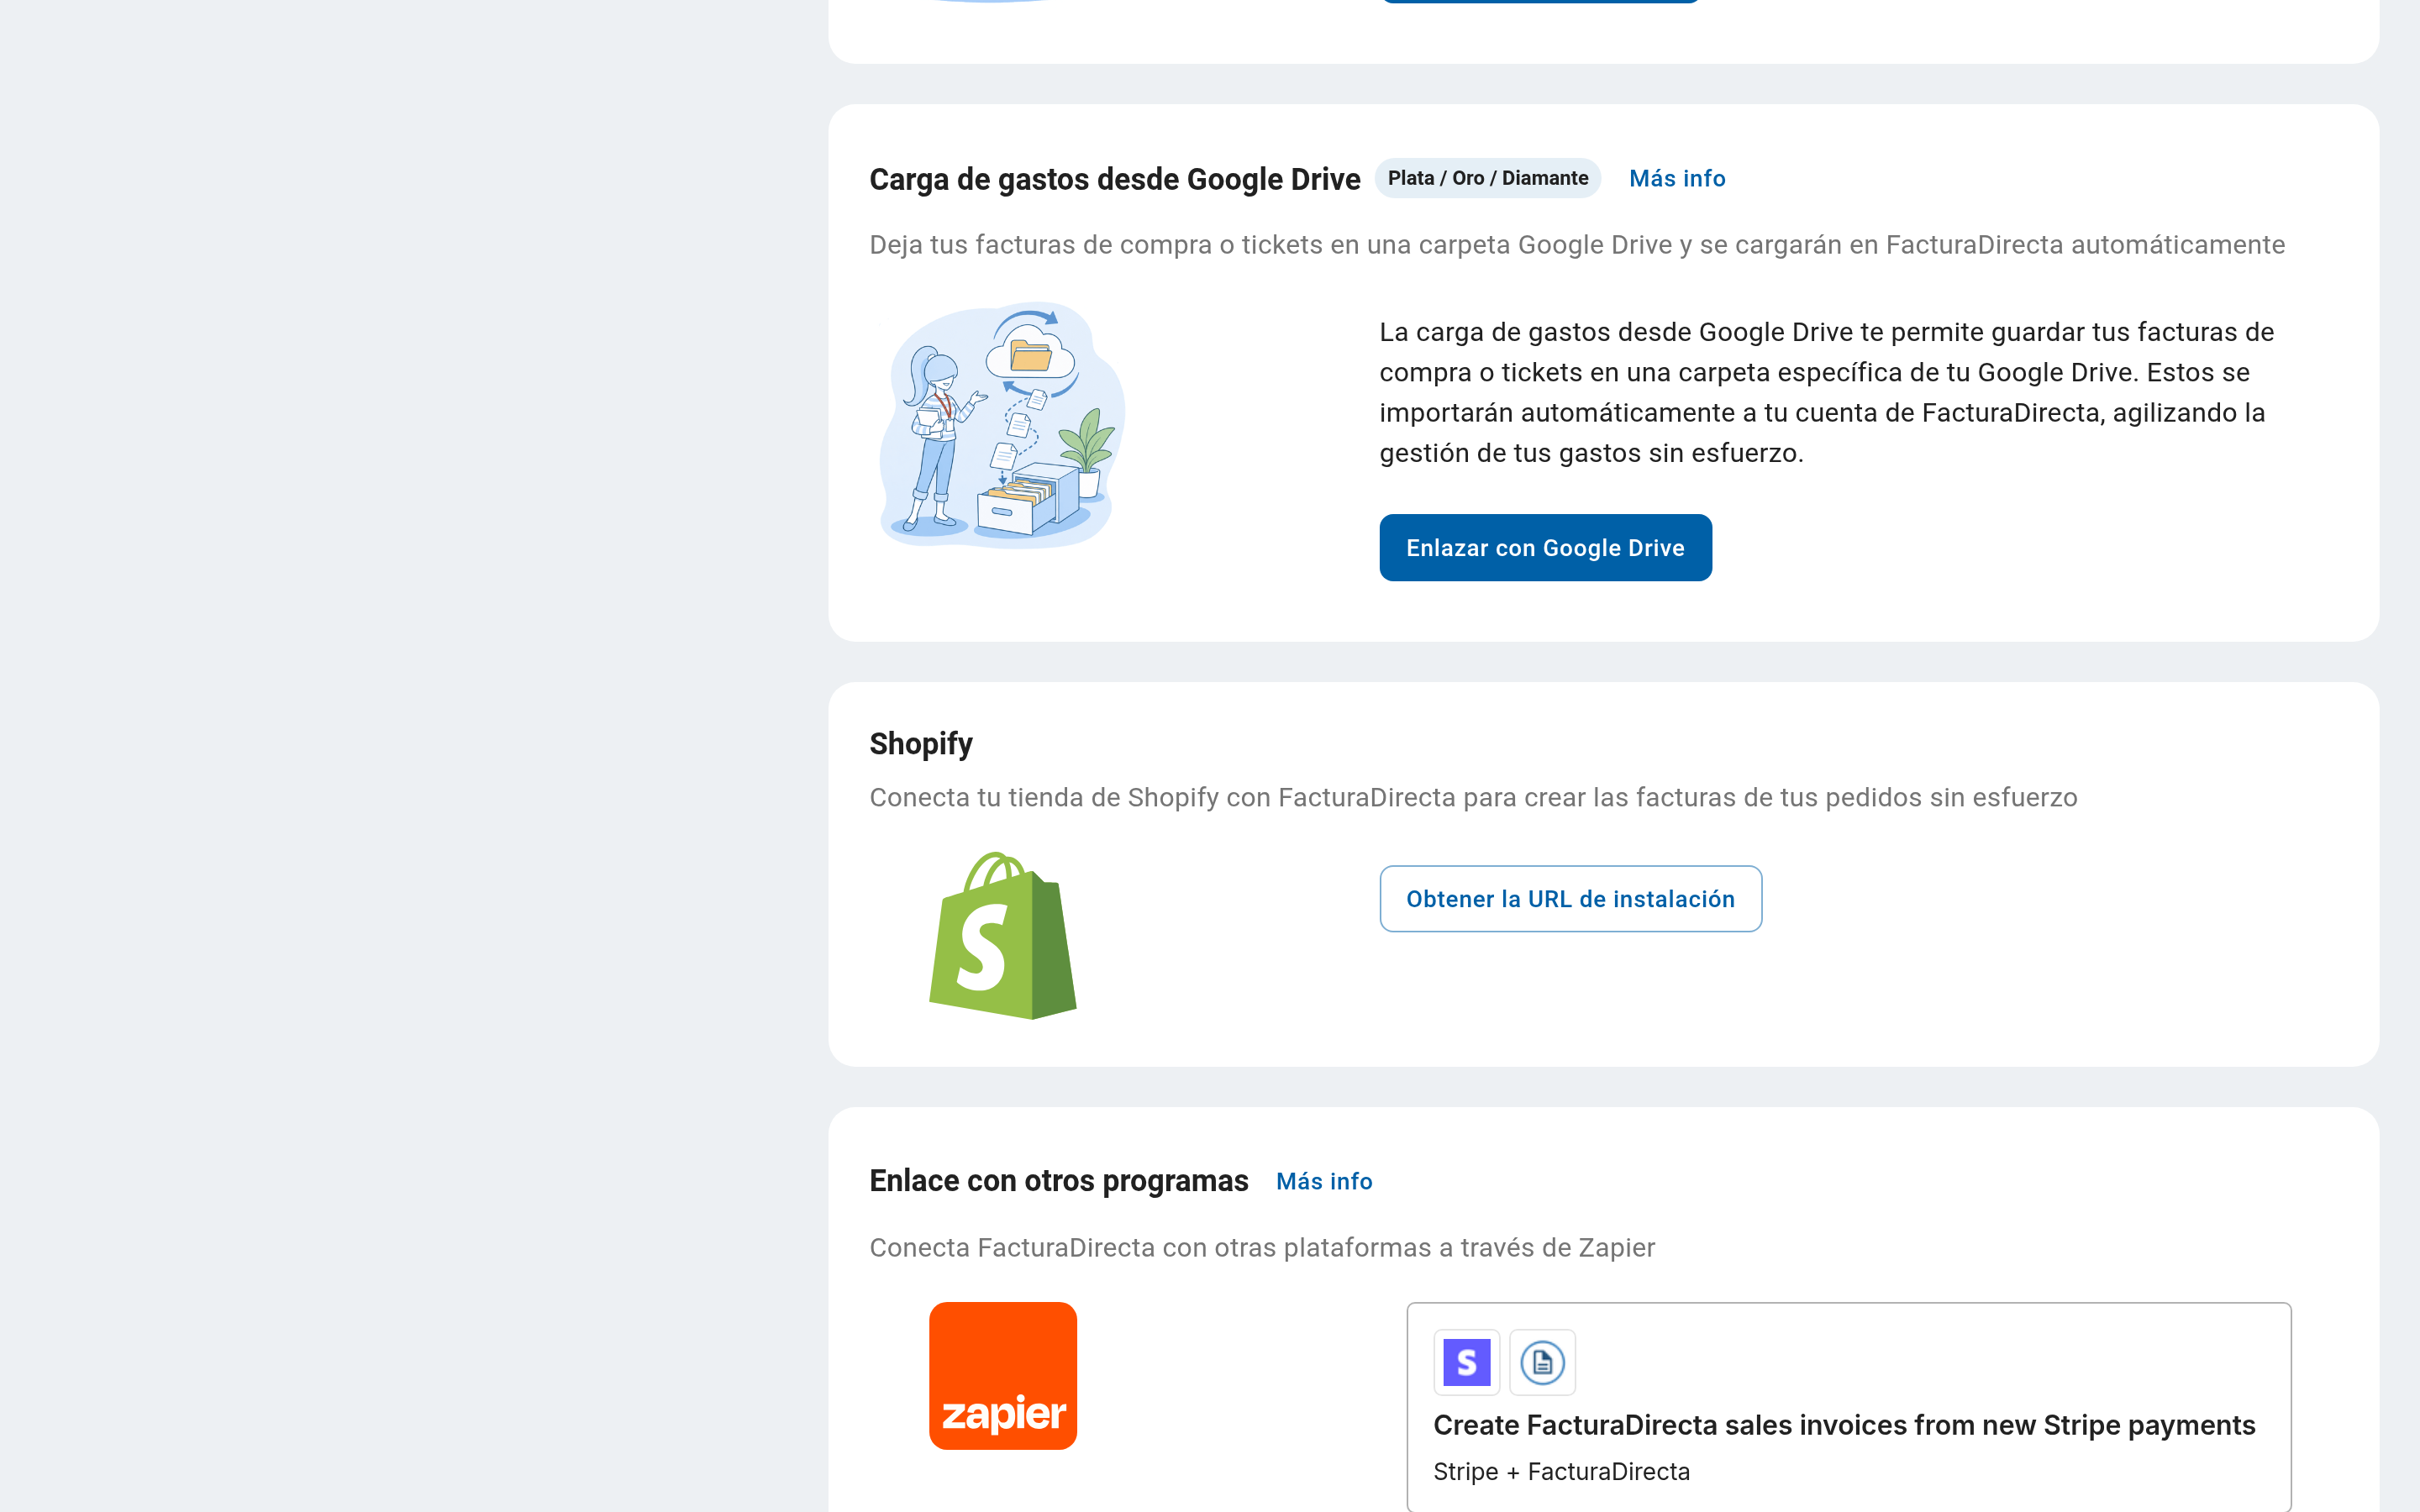 Carga de gastos desde Google Drive Plata / Oro / Diamante Más info
Deja tus facturas de compra o tickets en una carpeta Google Drive y se cargarán en FacturaDirecta automáticamente
La carga de gastos desde Google Drive te permite guardar tus facturas de
compra o tickets en una carpeta específica de tu Google Drive. Estos se
importarán automáticamente a tu cuenta de FacturaDirecta, agilizando la
gestión de tus gastos sin esfuerzo.
Enlazar con Google Drive
Shopify
Conecta tu tienda de Shopify con FacturaDirecta para crear las facturas de tus pedidos sin esfuerzo
S
Obtener la URL de instalación
Enlace con otros programas Más info
Conecta FacturaDirecta con otras plataformas a través de Zapier
zapier
S
Create FacturaDirecta sales invoices from new Stripe payments
Stripe + FacturaDirecta